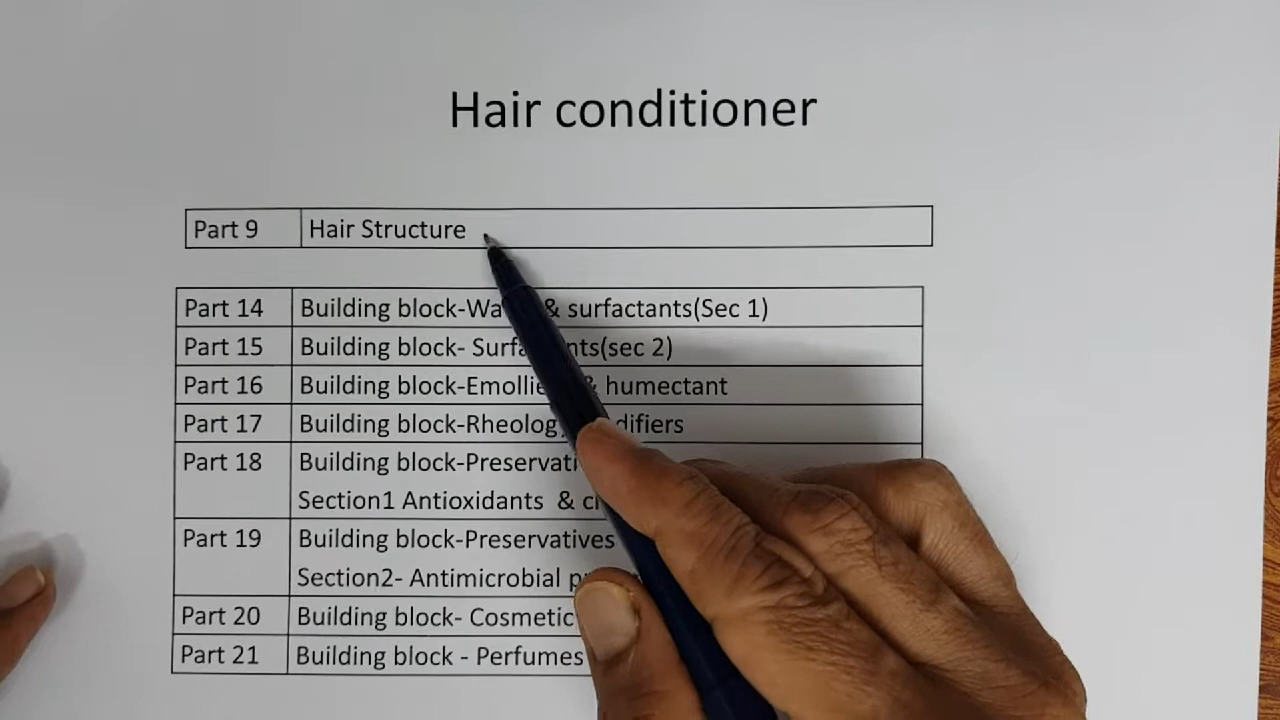 Hair conditioner
Part 9 Hair Structure
Part 14 Building block-Wa & surfactants(Sec 1)
Part 15 Building block- Surfa nts(sec 2)
Part 16 Building block-Emollie & humectant
Part 17 Building block-Rheology difiers
Part 18 Building block-Preservati
Section1 Antioxidants &
Part 19 Building block-Preservatives
Section2- Antimicrobial
Part 20 Building block- Cosmetic
Part 21 Building block - Perfumes